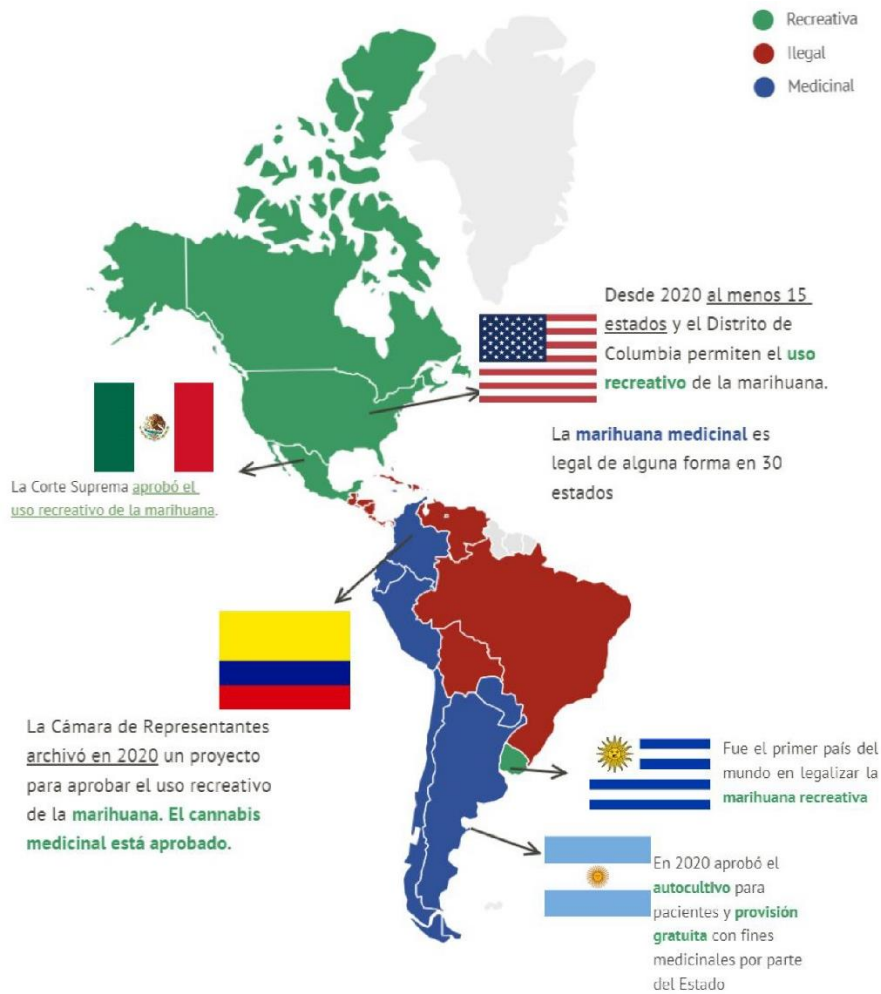 Recreativa
Ilegal
Medicinal
Desde 2020 al menos 15
estados y el Distrito de
Columbia permiten el uso
recreativo de la marihuana.
La marihuana medicinal es
legal de alguna forma en 30
estados
La Corte Suprema aprobó el
uso recreativo de la marihuana.
La Cámara de Representantes
archivó en 2020 un proyecto
para aprobar el uso recreativo
de la marihuana. El cannabis
medicinal está aprobado.
Fue el primer país del
mundo en legalizar la
marihuana recreativa
En 2020 aprobó el
autocultivo para
pacientes y provisión
gratuita con fines
medicinales por parte
del Estado